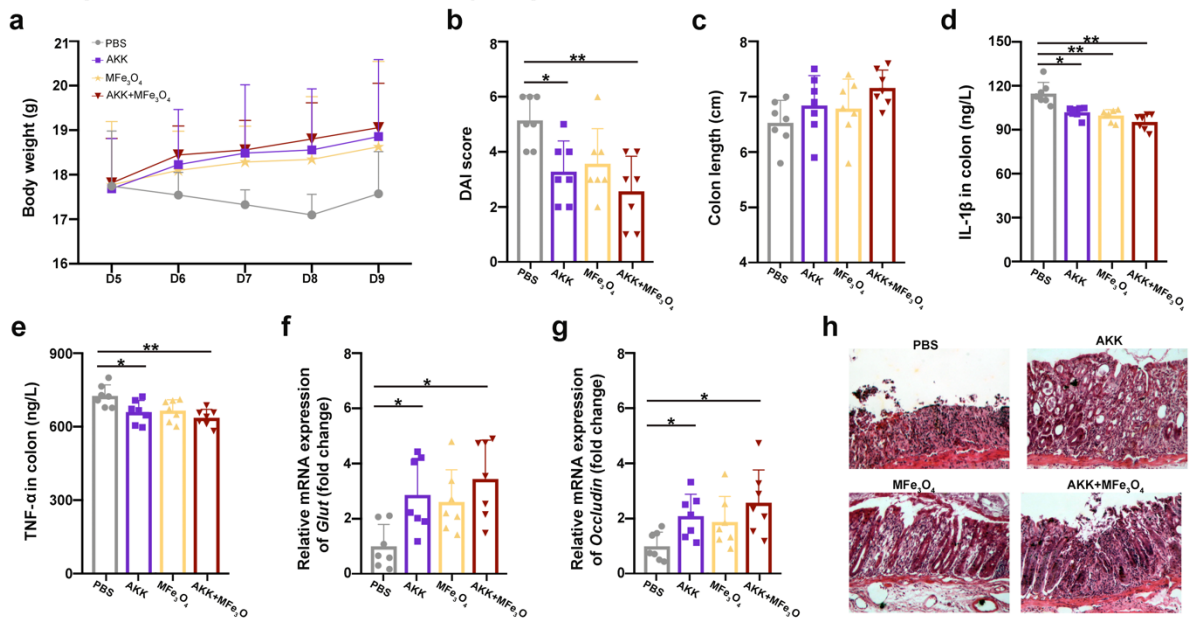 a
Body weight (g)
21
20
19
18
17
16
D5 D6 D7 D8 D9
PBS
AKK
MFe₃O₄
AKK+MFe₃O₄
b
DAI score
8
6
4
2
0
**
*
PBS AKK MFe₃O₄ AKK+MFe₃O₄
c
Colon length (cm)
8
7
6
5
4
PBS AKK MFe₃O₄ AKK+MFe₃O₄
d
IL-1β in colon (ng/L)
150
120
90
60
30
0
**
**
*
PBS AKK MFe₃O₄ AKK+MFe₃O₄
e
TNF-α in colon (ng/L)
900
600
300
0
**
*
PBS AKK MFe₃O₄ AKK+MFe₃O
f
Relative mRNA expression
of Glut (fold change)
8
6
4
2
0
*
*
PBS AKK MFe₃O₄ AKK+MFe₃O₄
g
Relative mRNA expression
of Occludin (fold change)
8
6
4
2
0
*
*
PBS AKK MFe₃O₄ AKK+MFe₃O₄
h
PBS AKK
MFe₃O₄ AKK+MFe₃O₄